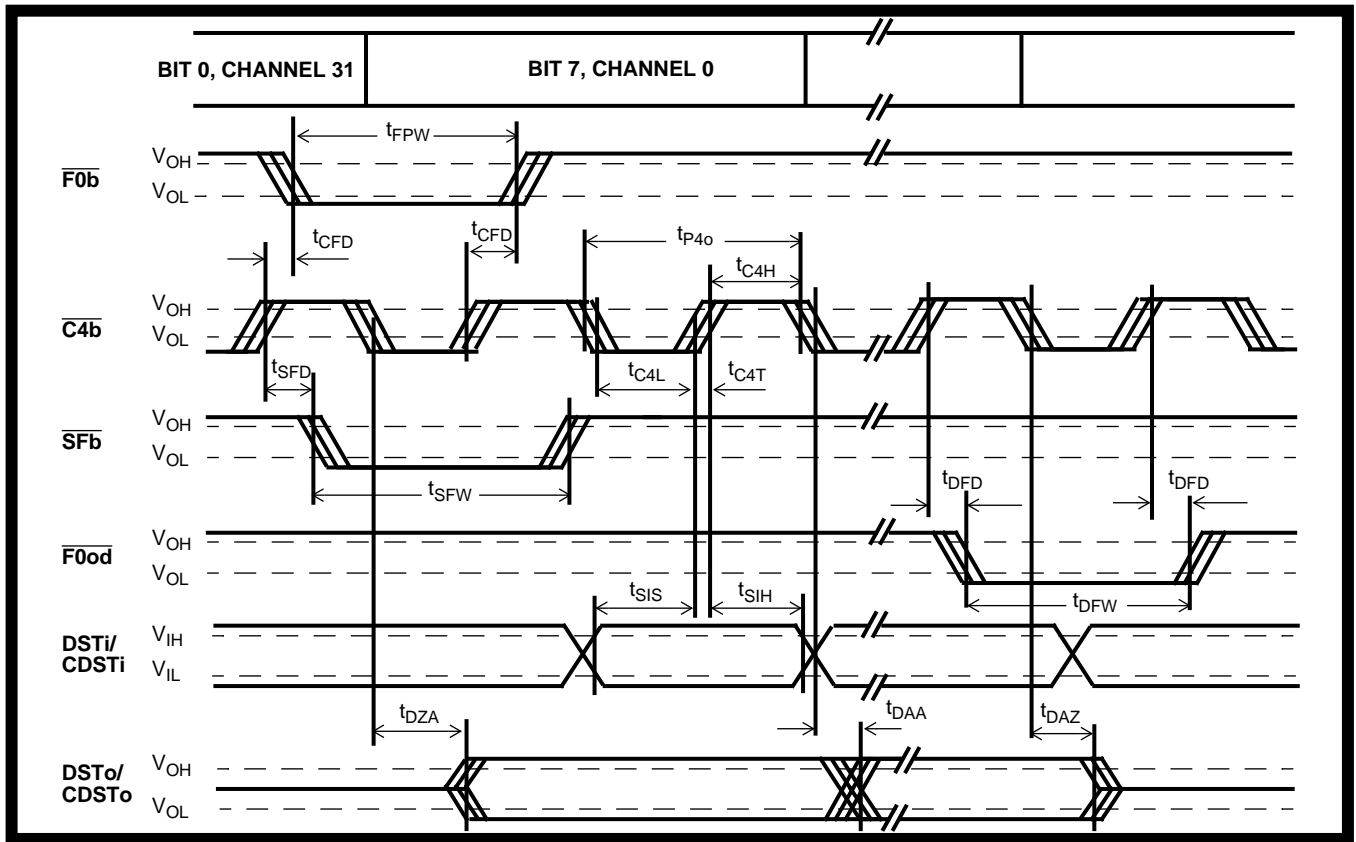 BIT 0, CHANNEL 31 BIT 7, CHANNEL 0
tFPW
VOH
F0b
VOL
tCFD tCFD tP4o
tC4H
VOH
C4b
VOL
tSFD tC4L tC4T
VOH
SFb
VOL
tSFW tDFD tDFD
VOH
F0od
VOL
tSIS tSIH tDFW
DSTi/
CDSTi
VIH
VIL
tDZA tDAA tDAZ
DSTo/
CDSTo
VOH
VOL